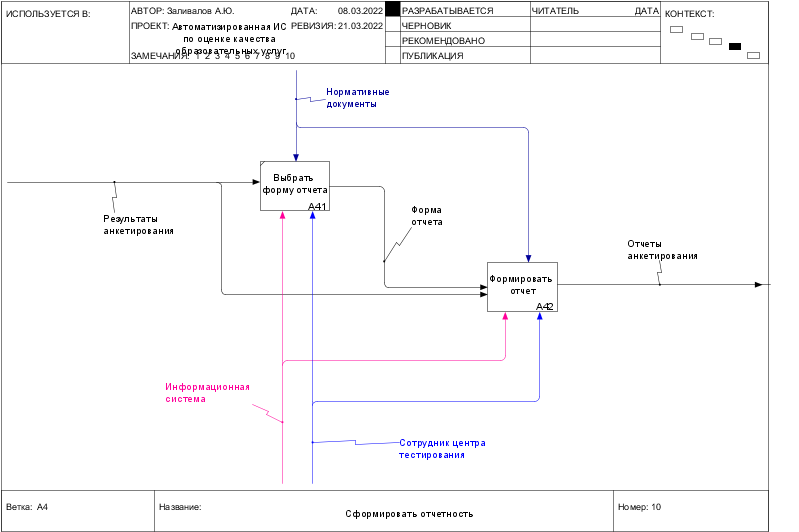 ИСПОЛЬЗУЕТСЯ В:
АВТОР: Заливалов А.Ю.
ДАТА: 08.03.2022
РАЗРАБАТЫВАЕТСЯ
ЧИТАТЕЛЬ
ДАТА
КОНТЕКСТ:
ПРОЕКТ: Автоматизированная ИС
по оценке качества
образовательных услуг
РЕВИЗИЯ: 21.03.2022
ЧЕРНОВИК
РЕКОМЕНДОВАНО
ЗАМЕЧАНИЯ: 1 2 3 4 5 6 7 8 9 10
ПУБЛИКАЦИЯ
Нормативные
документы
Выбрать
форму отчета
A41
Результаты
анкетирования
Форма
отчета
Отчеты
анкетирования
Формировать
отчет
A42
Информационная
система
Сотрудник центра
тестирования
Ветка: A4
Название:
Сформировать отчетность
Номер: 10